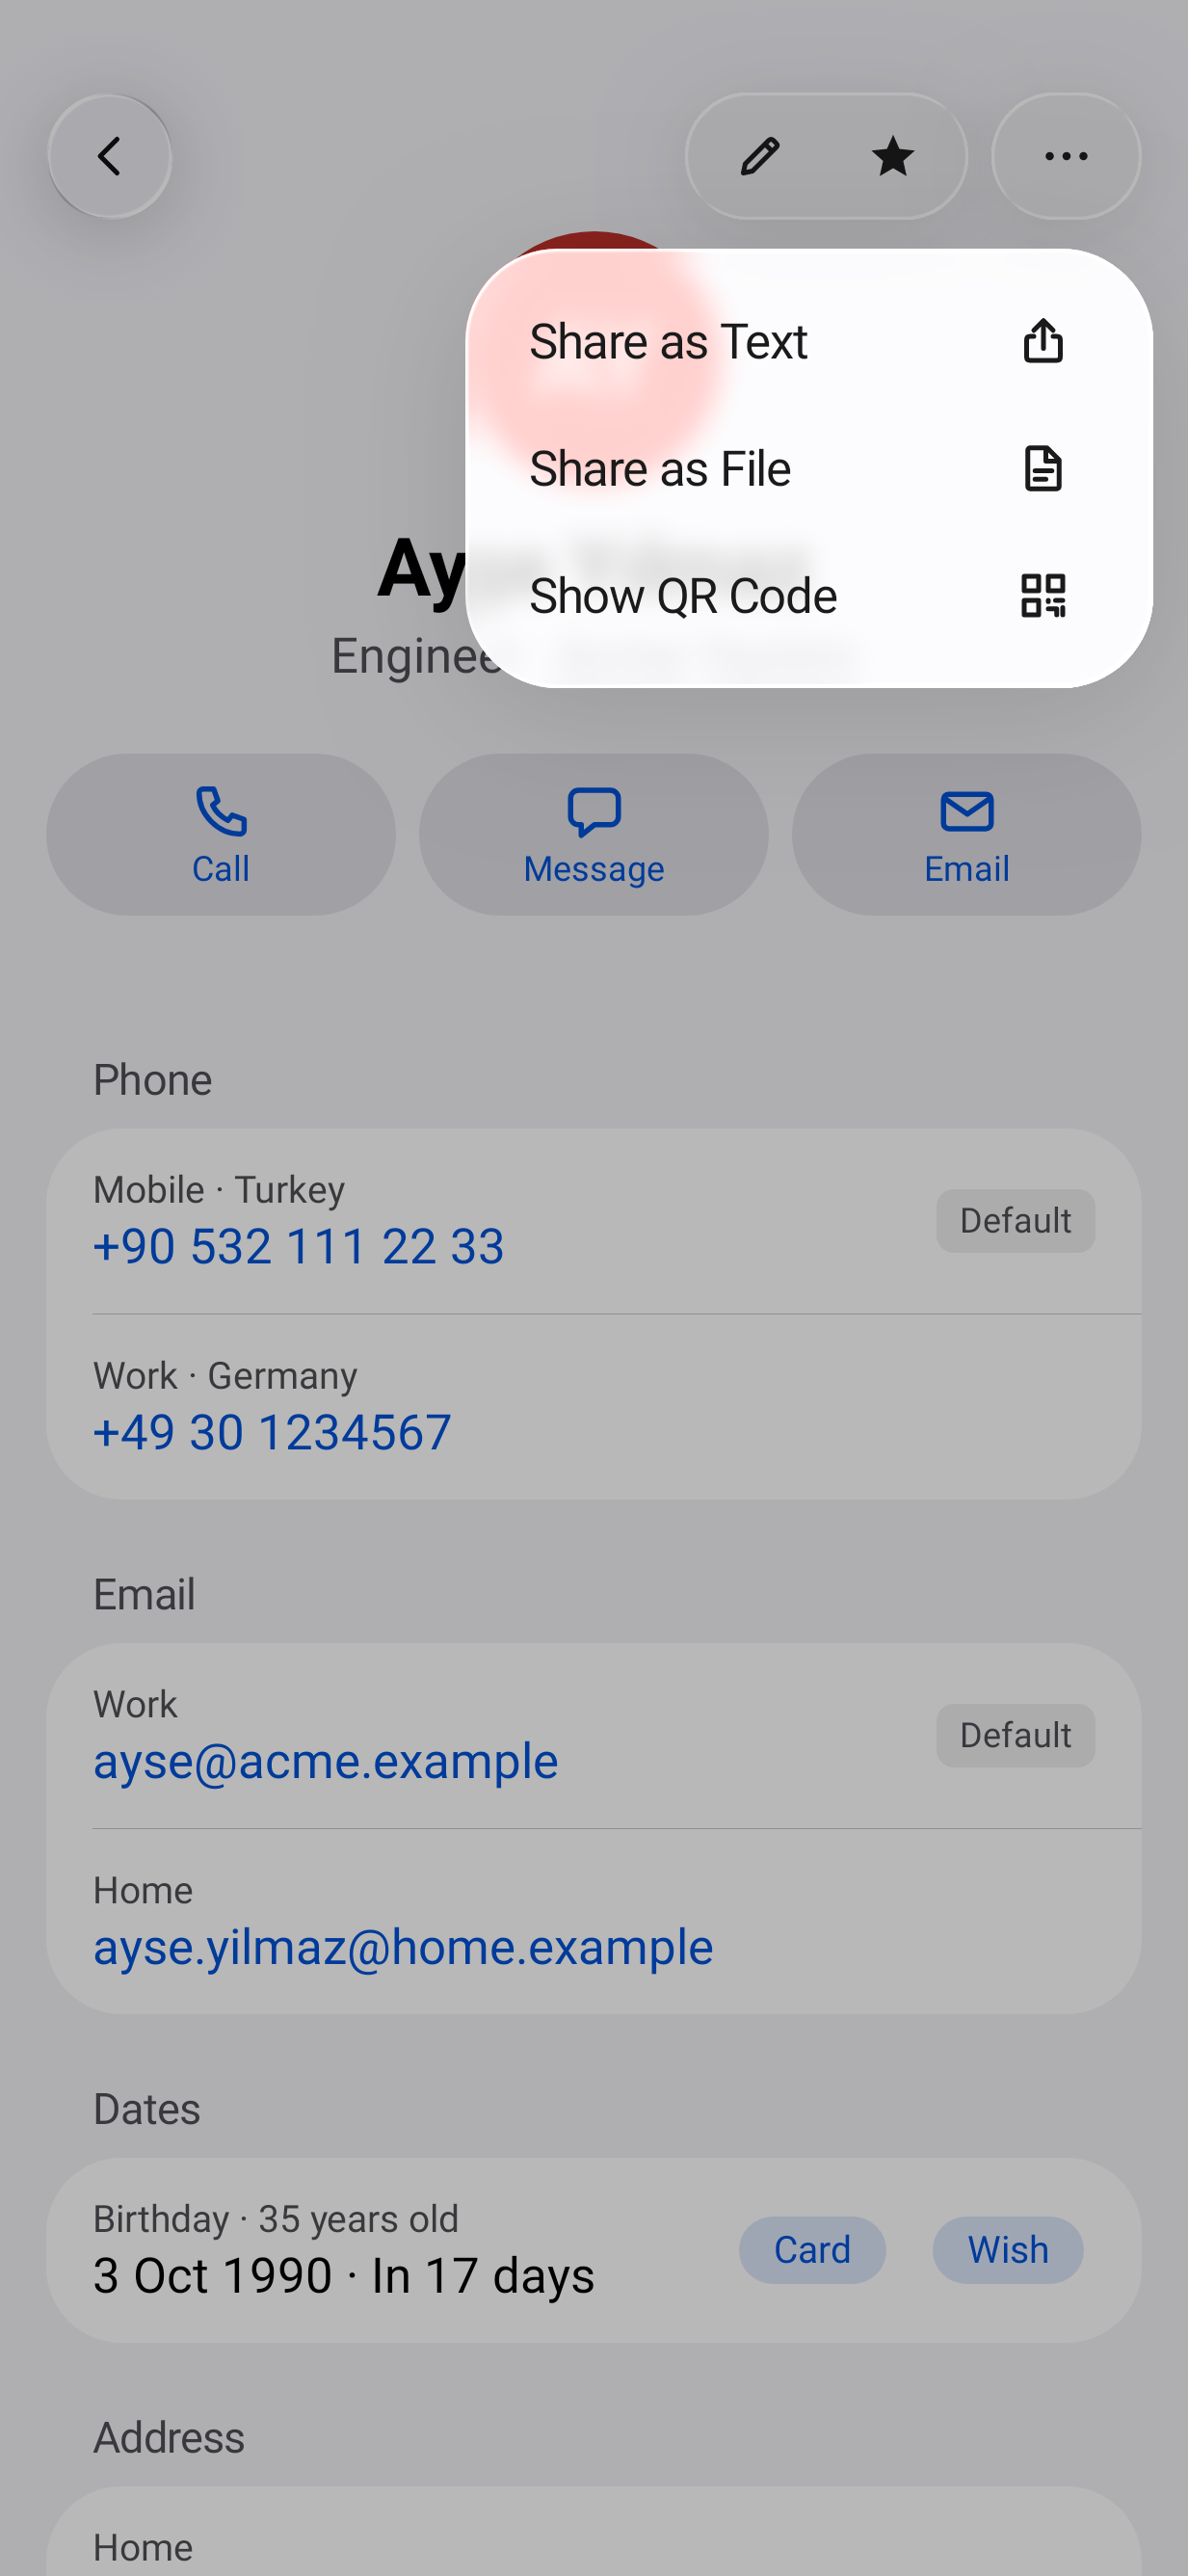 Share as Text
Share as File
Show QR Code
Ay
Enginee
Call
Message
Email
Phone
Mobile · Turkey
+90 532 111 22 33
Default
Work · Germany
+49 30 1234567
Email
Work
ayse@acme.example
Default
Home
ayse.yilmaz@home.example
Dates
Birthday · 35 years old
3 Oct 1990 · In 17 days
Card
Wish
Address
Home